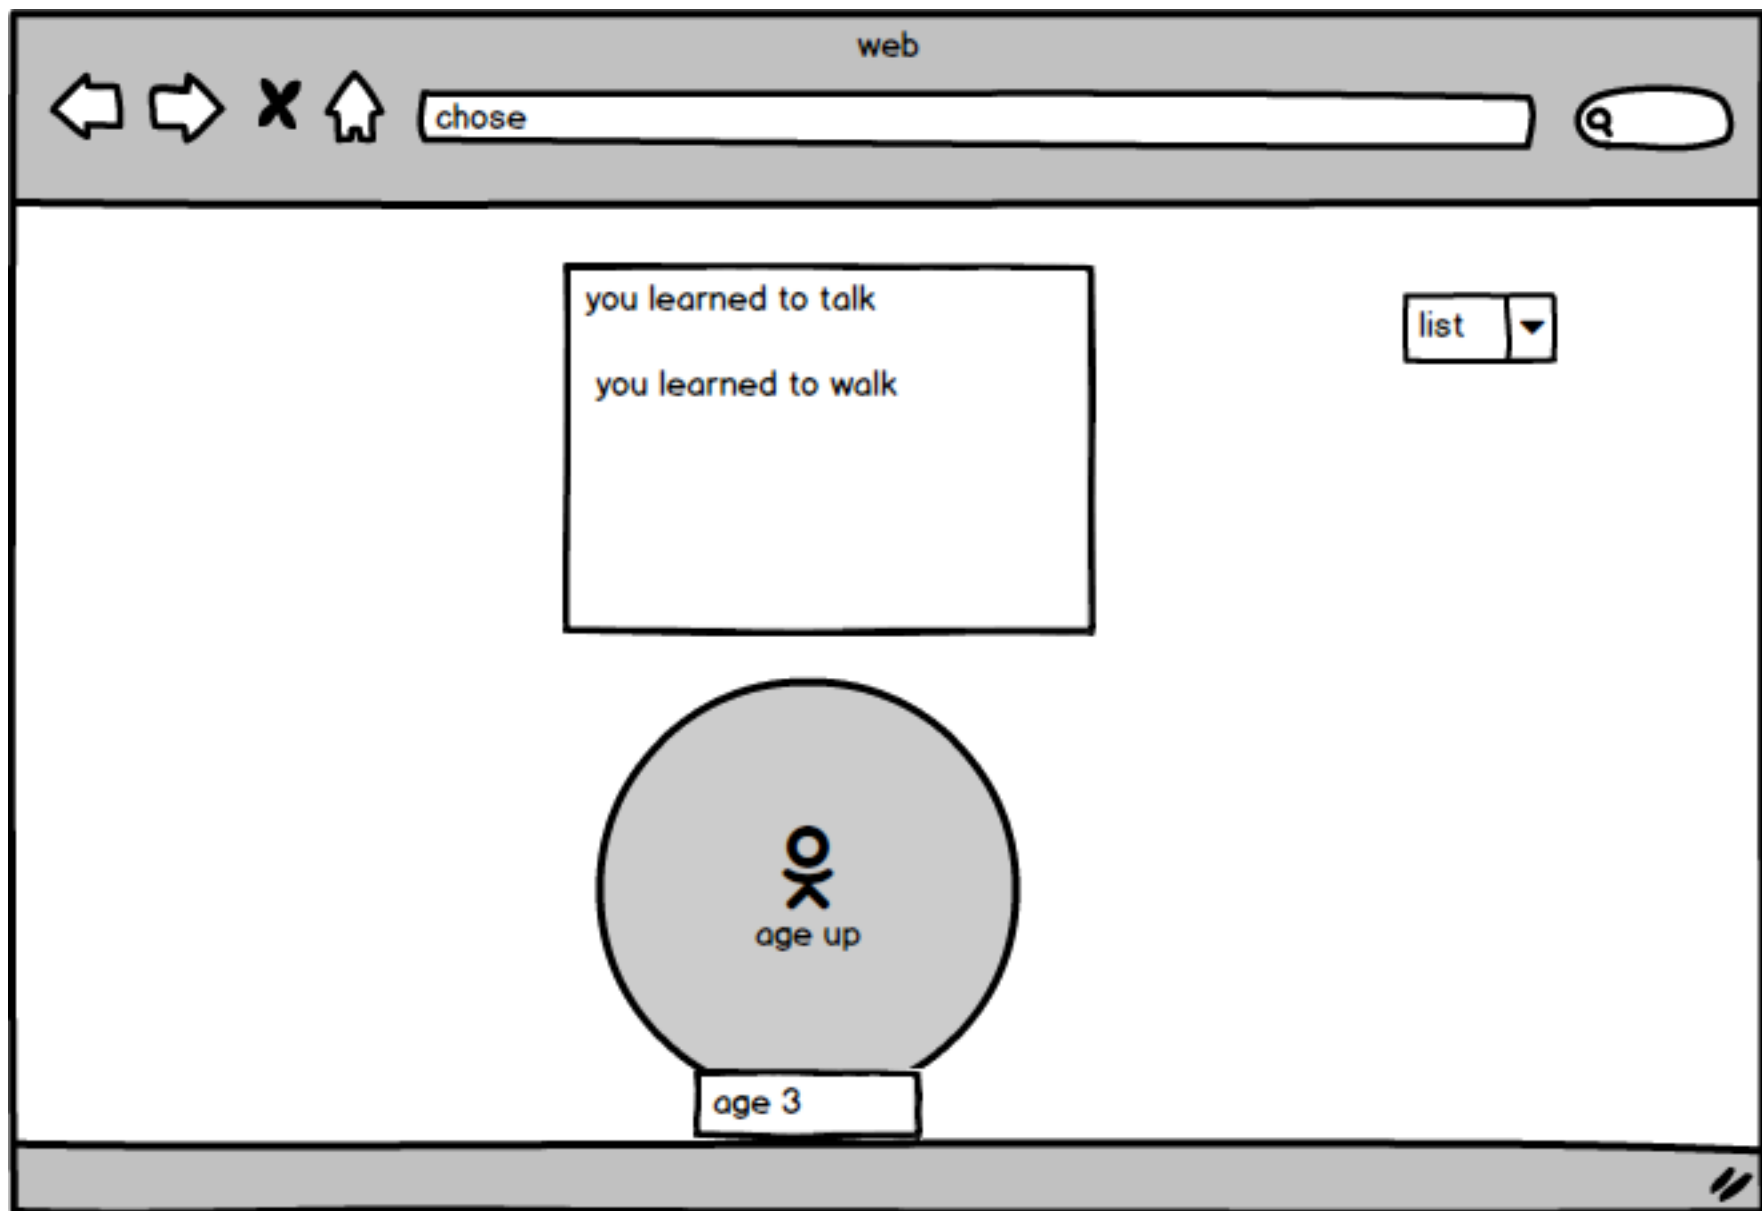 web
chose
you learned to talk
list
you learned to walk
age up
age 3